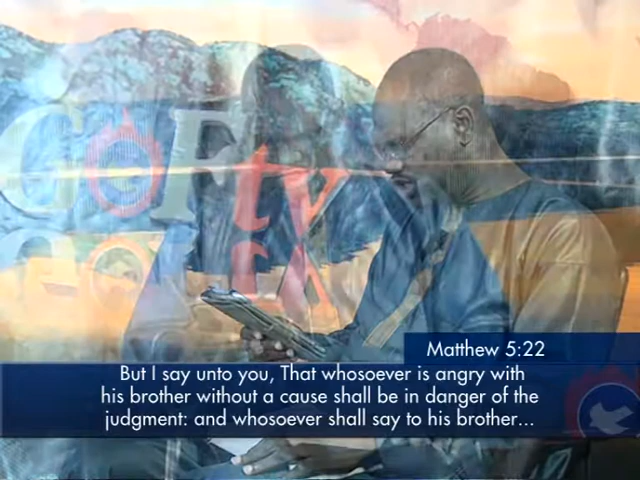 GOFtv
Matthew 5:22
But I say unto you, That whosoever is angry with
his brother without a cause shall be in danger of the
judgment: and whosoever shall say to his brother...